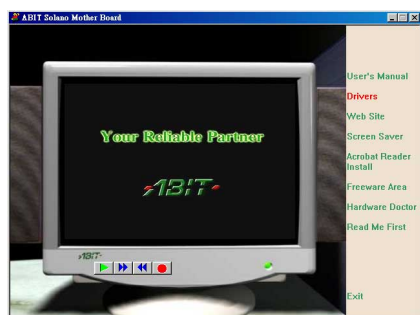 ABIT Solano Mother Board
User's Manual
Drivers
Web Site
Screen Saver
Acrobat Reader
Install
Freeware Area
Hardware Doctor
Read Me First
Exit
Your Reliable Partner
ABIT
ABIT